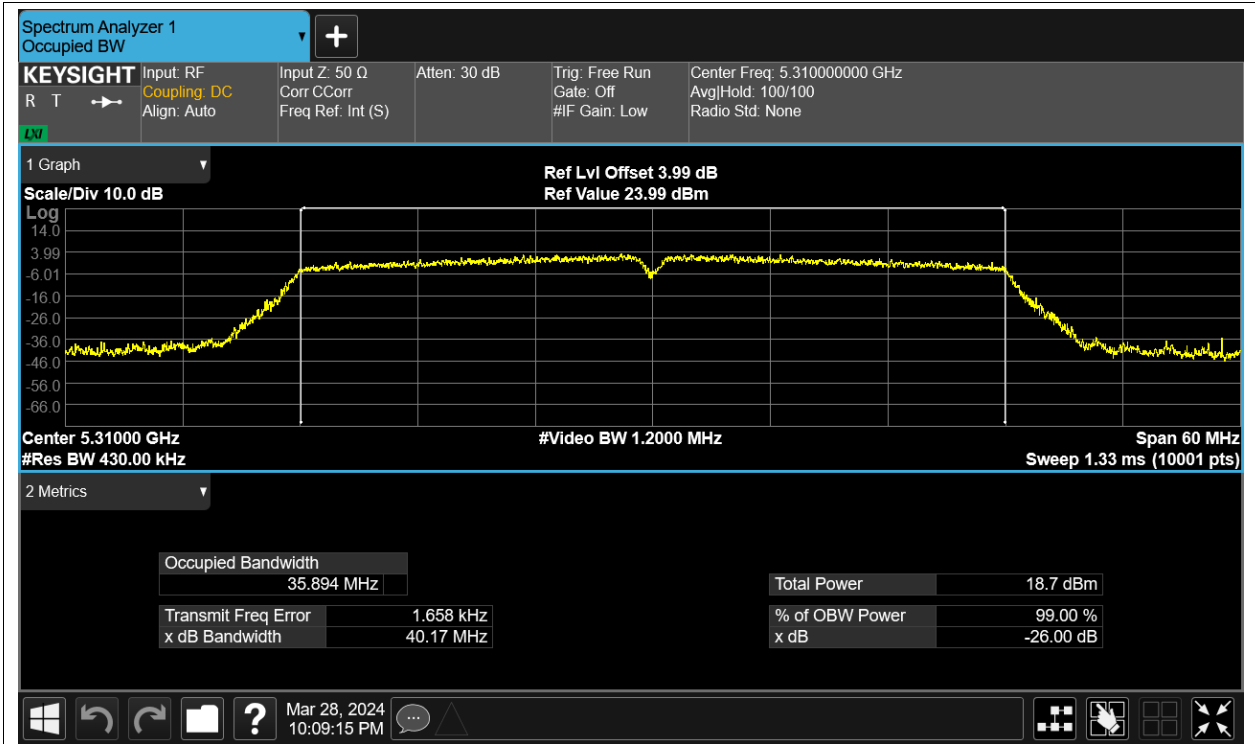 Spectrum Analyzer 1
Occupied BW
KEYSIGHT
R T
LXI
Input: RF
Coupling: DC
Align: Auto
Input Z: 50 Ω
Corr CCorr
Freq Ref: Int (S)
Atten: 30 dB
Trig: Free Run
Gate: Off
#IF Gain: Low
Center Freq: 5.310000000 GHz
Avg|Hold: 100/100
Radio Std: None
1 Graph
Scale/Div 10.0 dB
Ref Lvl Offset 3.99 dB
Ref Value 23.99 dBm
Log
14.0
3.99
-6.01
-16.0
-26.0
-36.0
-46.0
-56.0
-66.0
Center 5.31000 GHz
#Video BW 1.2000 MHz
Span 60 MHz
#Res BW 430.00 kHz
Sweep 1.33 ms (10001 pts)
2 Metrics
Occupied Bandwidth
35.894 MHz
Total Power 18.7 dBm
Transmit Freq Error 1.658 kHz
% of OBW Power 99.00 %
x dB Bandwidth 40.17 MHz
x dB -26.00 dB
?
Mar 28, 2024
10:09:15 PM